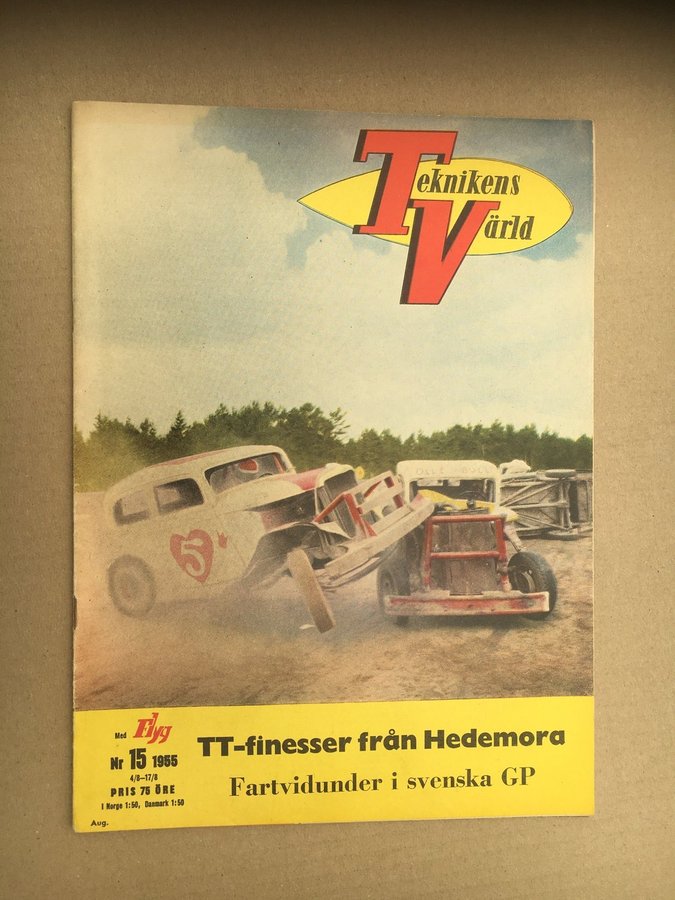 Teknikens
Värld
5
Med Flyg
Nr 15 1955
4/8-17/8
PRIS 75 ÖRE
I Norge 1:50, Danmark 1:50
Aug.
TT-finesser från Hedemora
Fartvidunder i svenska GP